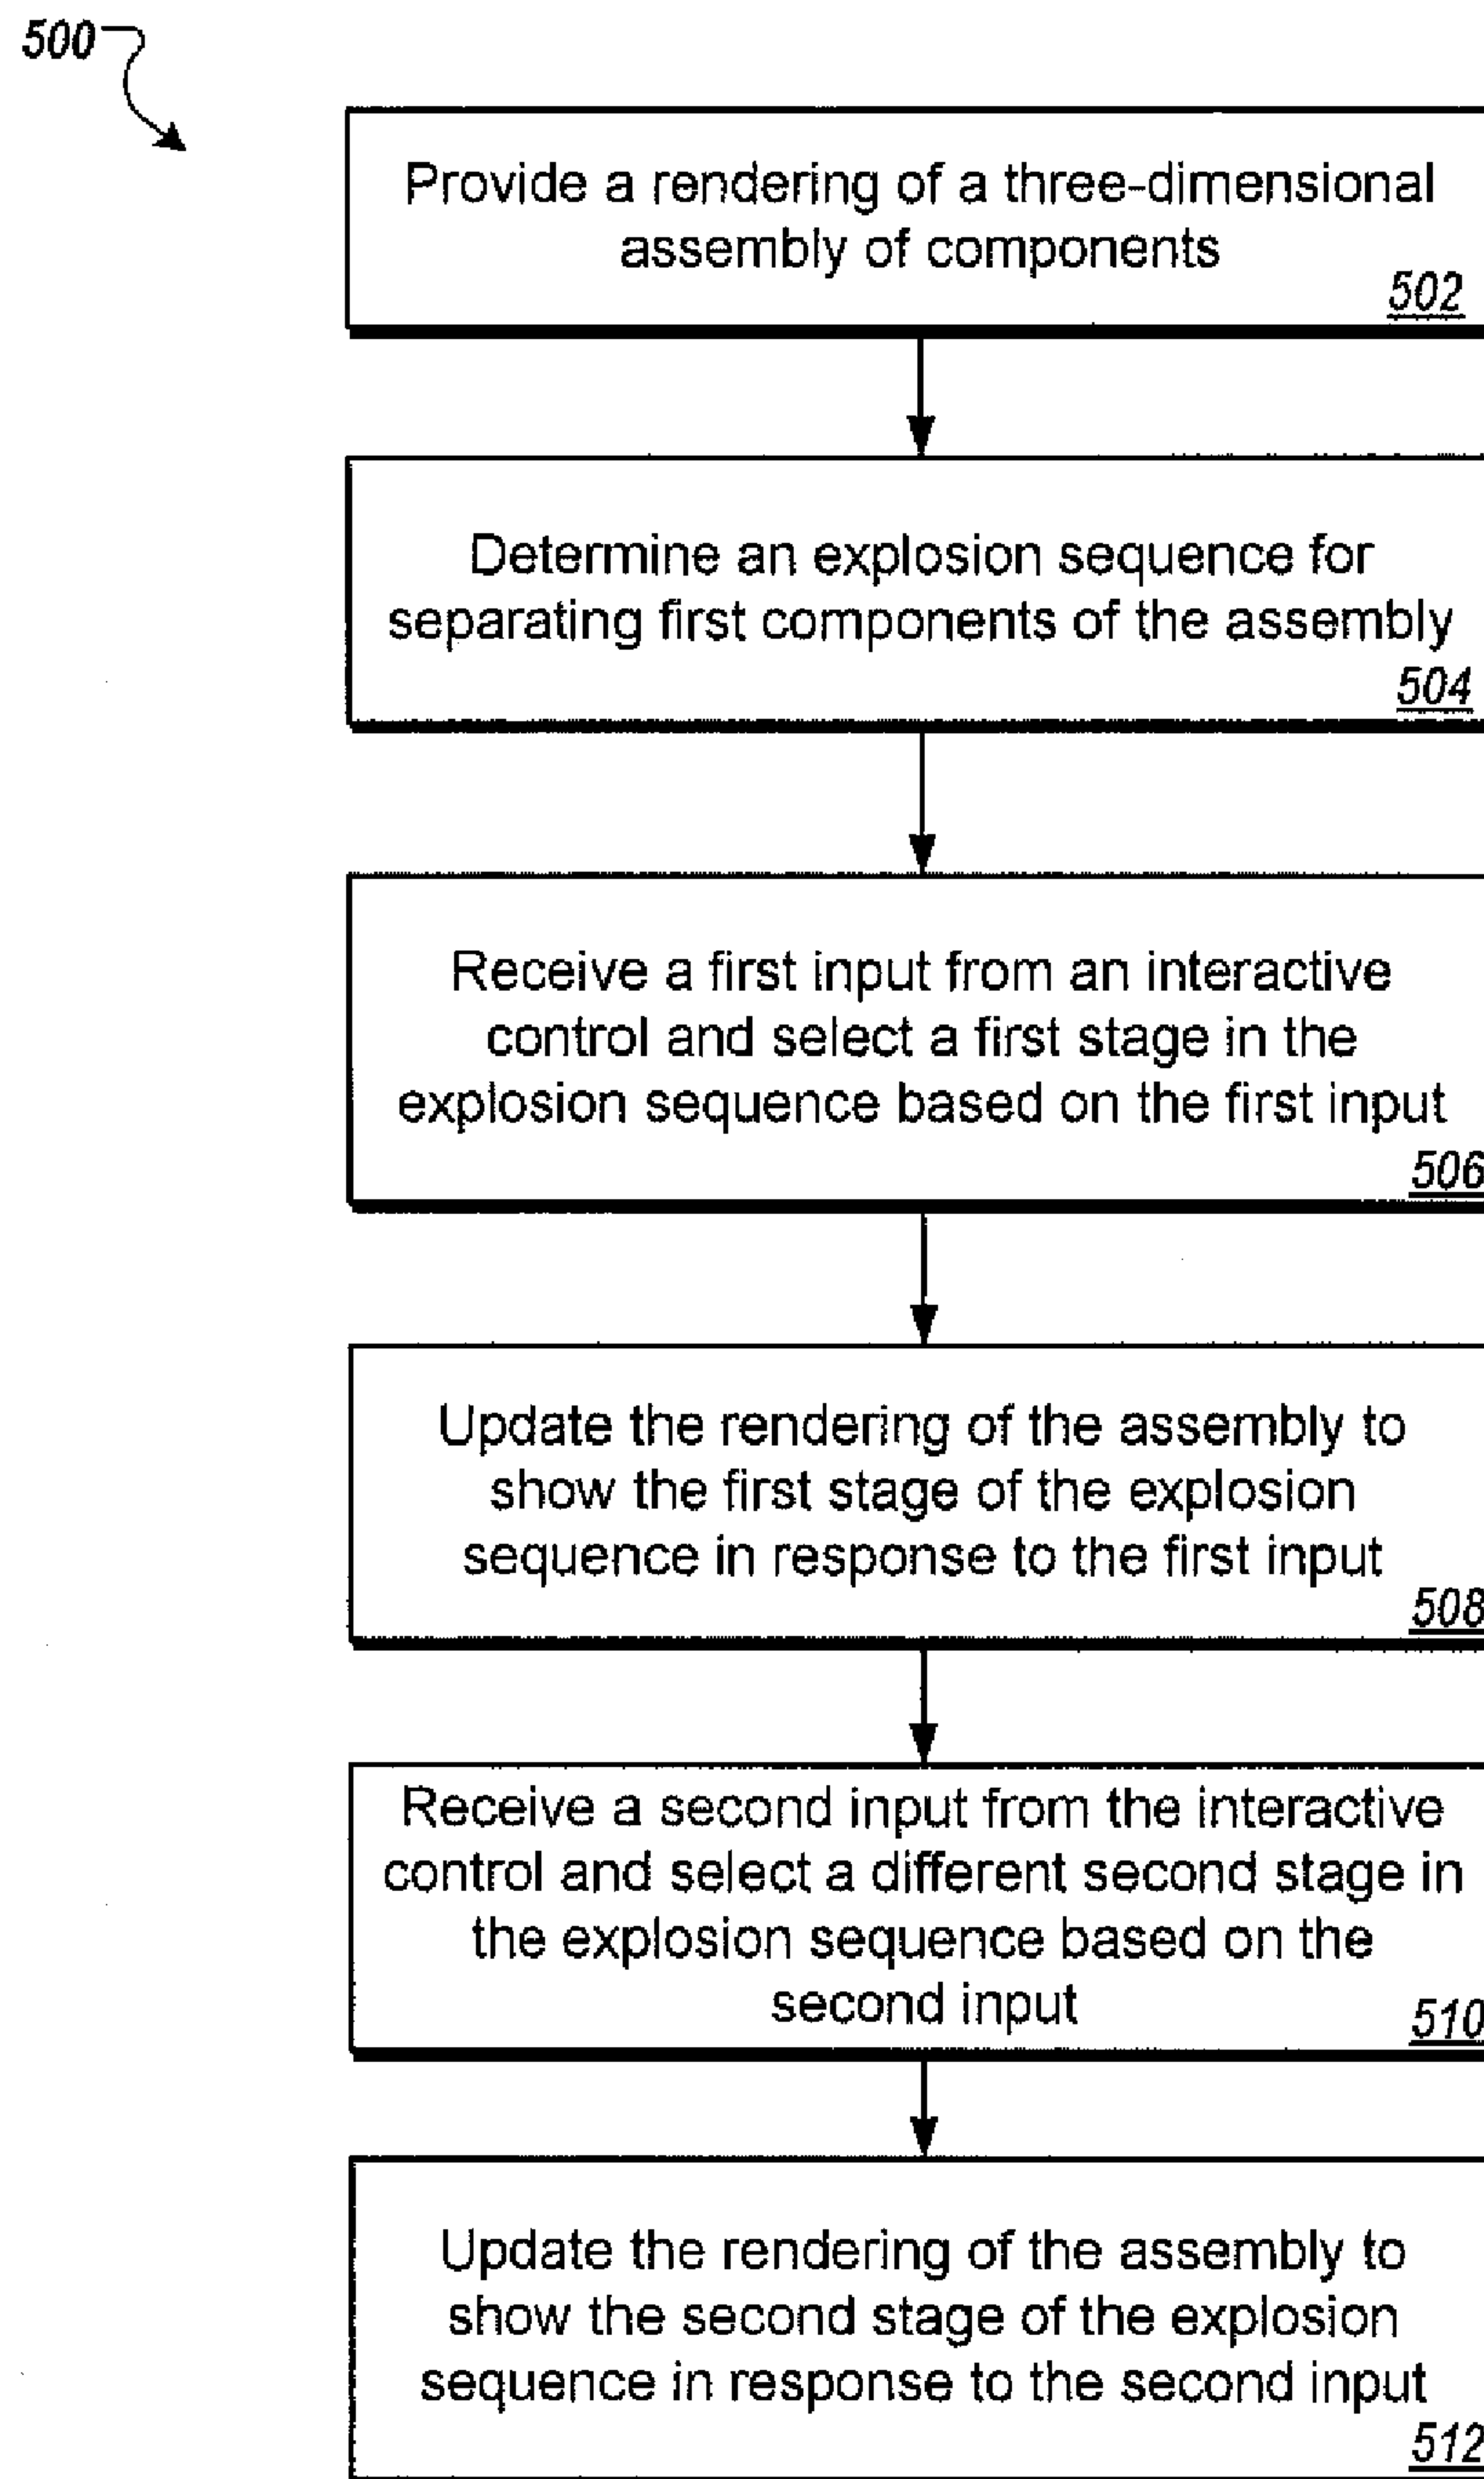 500
Provide a rendering of a three-dimensional
assembly of components
502
Determine an explosion sequence for
separating first components of the assembly
504
Receive a first input from an interactive
control and select a first stage in the
explosion sequence based on the first input
506
Update the rendering of the assembly to
show the first stage of the explosion
sequence in response to the first input
508
Receive a second input from the interactive
control and select a different second stage in
the explosion sequence based on the
second input
510
Update the rendering of the assembly to
show the second stage of the explosion
sequence in response to the second input
512